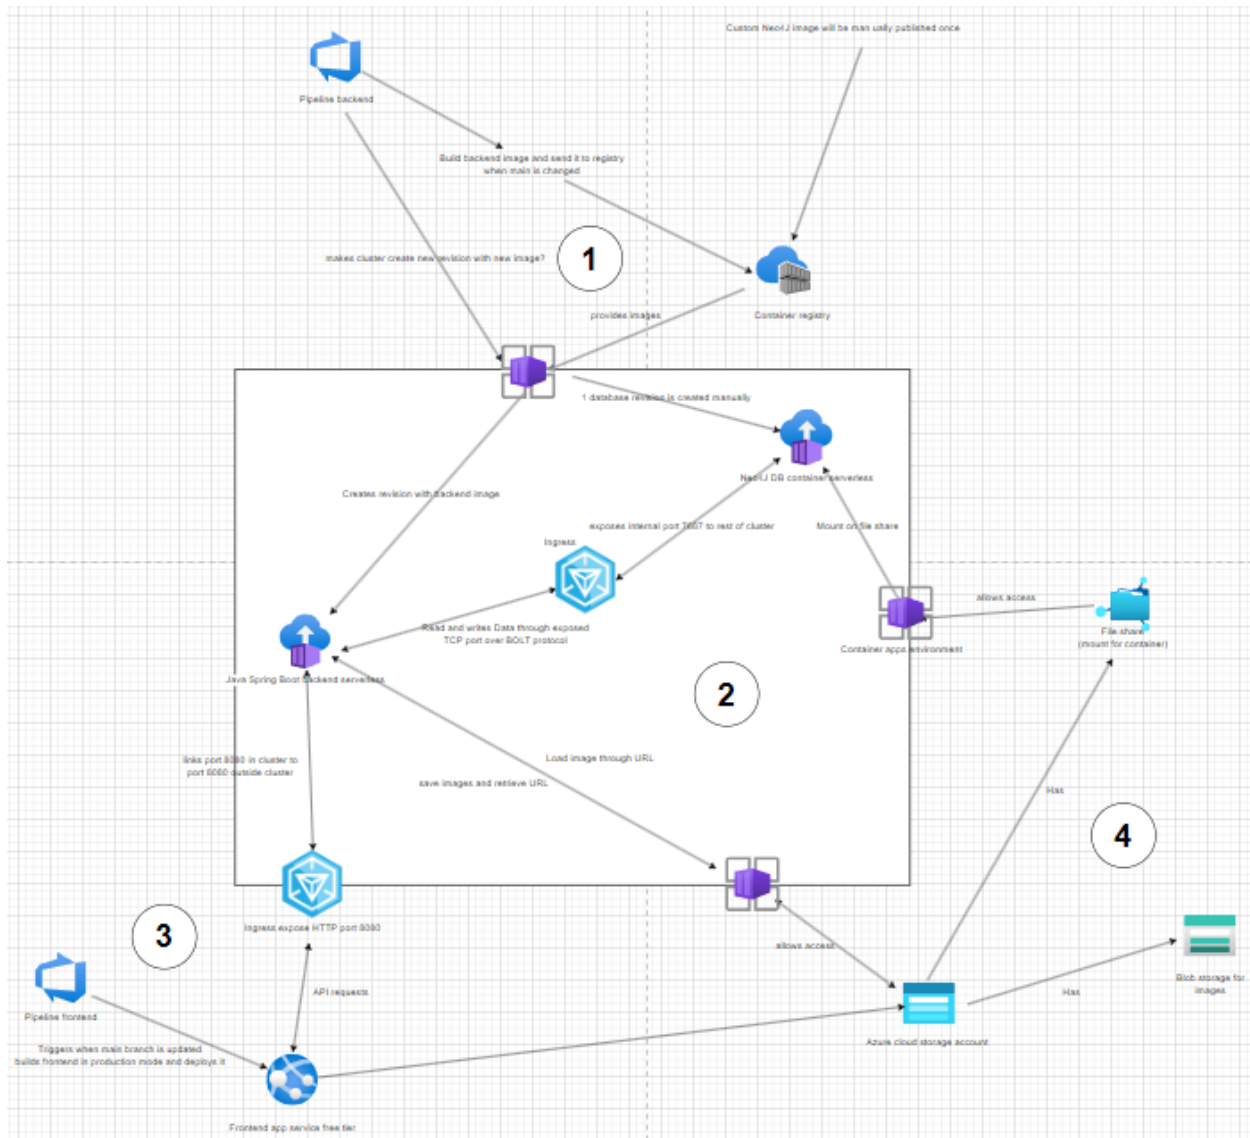 Custom Neo4J image will be man ually published once
Pipeline backend
Build backend image and send it to registry
when main is changed
makes cluster create new revision with new image?
1
provides images
Container registry
1 database revision is created manually
Neo4J DB container serverless
Creates revision with backend image
exposes internal port 7687 to rest of cluster
Mount on file share
Ingress
allows access
Read and writes Data through exposed
TCP port over BOLT protocol
File share
(mount for container)
Container apps environment
Java Spring Boot backend serverless
2
links port 8080 in cluster to
port 8080 outside cluster
Load image through URL
save images and retrieve URL
Has
4
Ingress expose HTTP port 8080
3
allows access
Blob storage for
images
API requests
Has
Pipeline frontend
Azure cloud storage account
Triggers when main branch is updated
builds frontend in production mode and deploys it
Frontend app service free tier